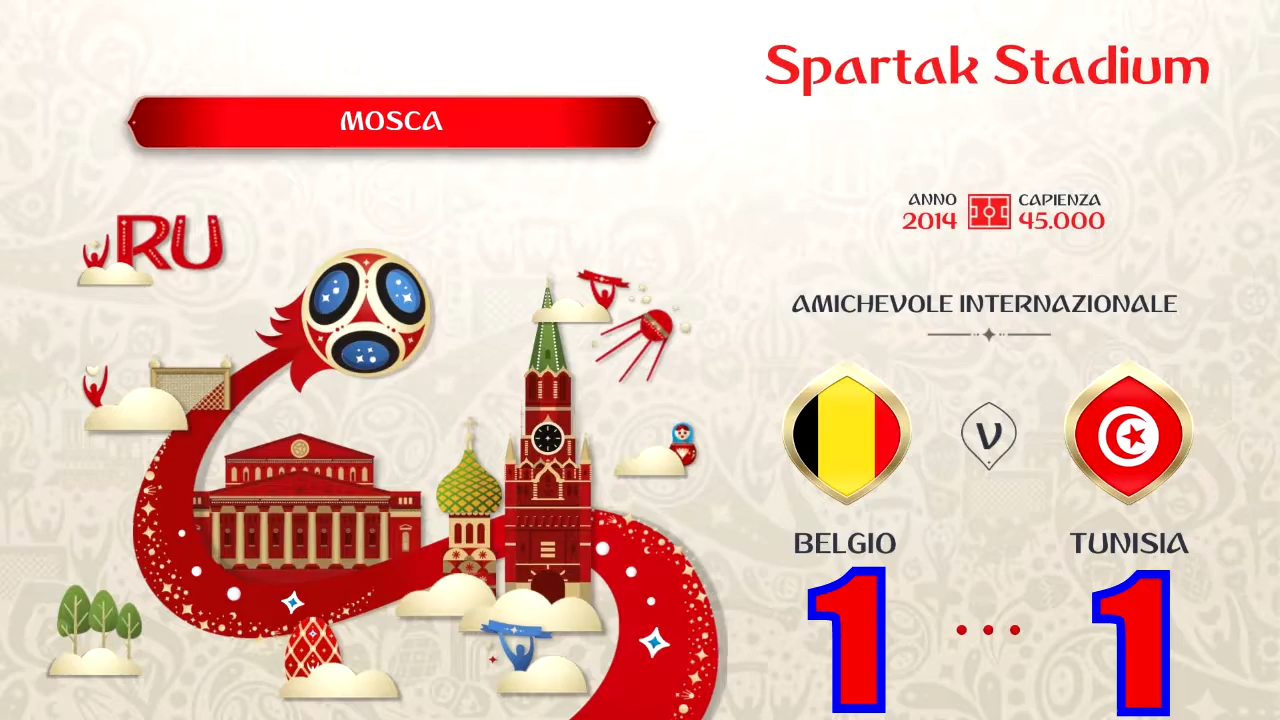 Spartak Stadium
MOSCA
RU
ANNO
2014
CAPIENZA
45.000
AMICHEVOLE INTERNAZIONALE
V
BELGIO
TUNISIA
1
1